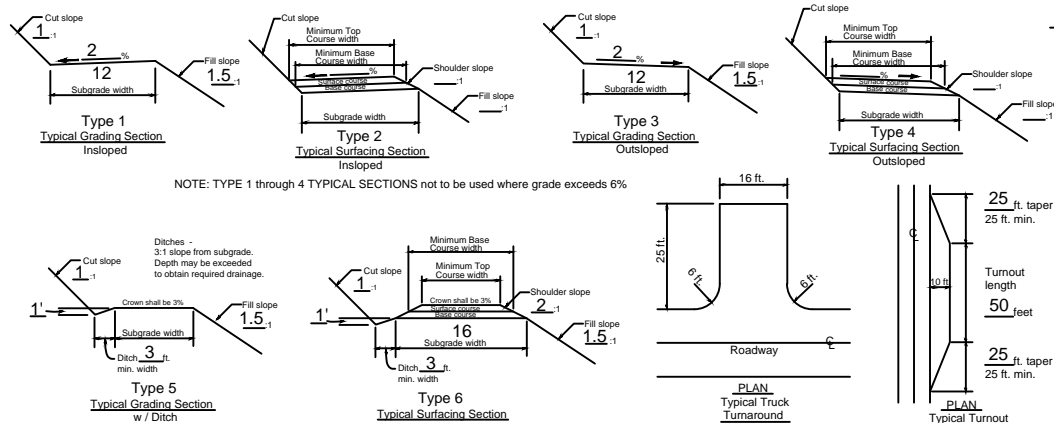 Cut slope
1:1
2 %
12
Subgrade width
Fill slope
1.5:1
Type 1
Typical Grading Section
Insloped
Cut slope
:1
Minimum Top
Course width
Minimum Base
Course width
%
Surface course
Base course
Shoulder slope
:1
Fill slope
:1
Subgrade width
Type 2
Typical Surfacing Section
Insloped
Cut slope
1:1
2 %
12
Subgrade width
Fill slope
1.5:1
Type 3
Typical Grading Section
Outsloped
Cut slope
Minimum Top
Course width
Minimum Base
Course width
%
Surface course
Base course
Shoulder slope
:1
Fill slope
:1
Subgrade width
Type 4
Typical Surfacing Section
Outsloped
NOTE: TYPE 1 through 4 TYPICAL SECTIONS not to be used where grade exceeds 6%
Ditches -
3:1 slope from subgrade.
Depth may be exceeded
to obtain required drainage.
Cut slope
1:1
Crown shall be 3%
Fill slope
1.5:1
1'
Subgrade width
Ditch 3 ft.
min. width
Type 5
Typical Grading Section
w / Ditch
Minimum Base
Course width
Cut slope
1:1
Minimum Top
Course width
Crown shall be 3%
Surface course
Base course
Shoulder slope
2:1
1'
16
Subgrade width
Fill slope
1.5:1
Ditch 3 ft.
min. width
Type 6
Typical Surfacing Section
16 ft.
25 ft.
6 ft.
6 ft.
Roadway
CL
PLAN
Typical Truck
Turnaround
CL
25 ft. taper
25 ft. min.
10 ft
Turnout
length
50 feet
25 ft. taper
25 ft. min.
PLAN
Typical Turnout